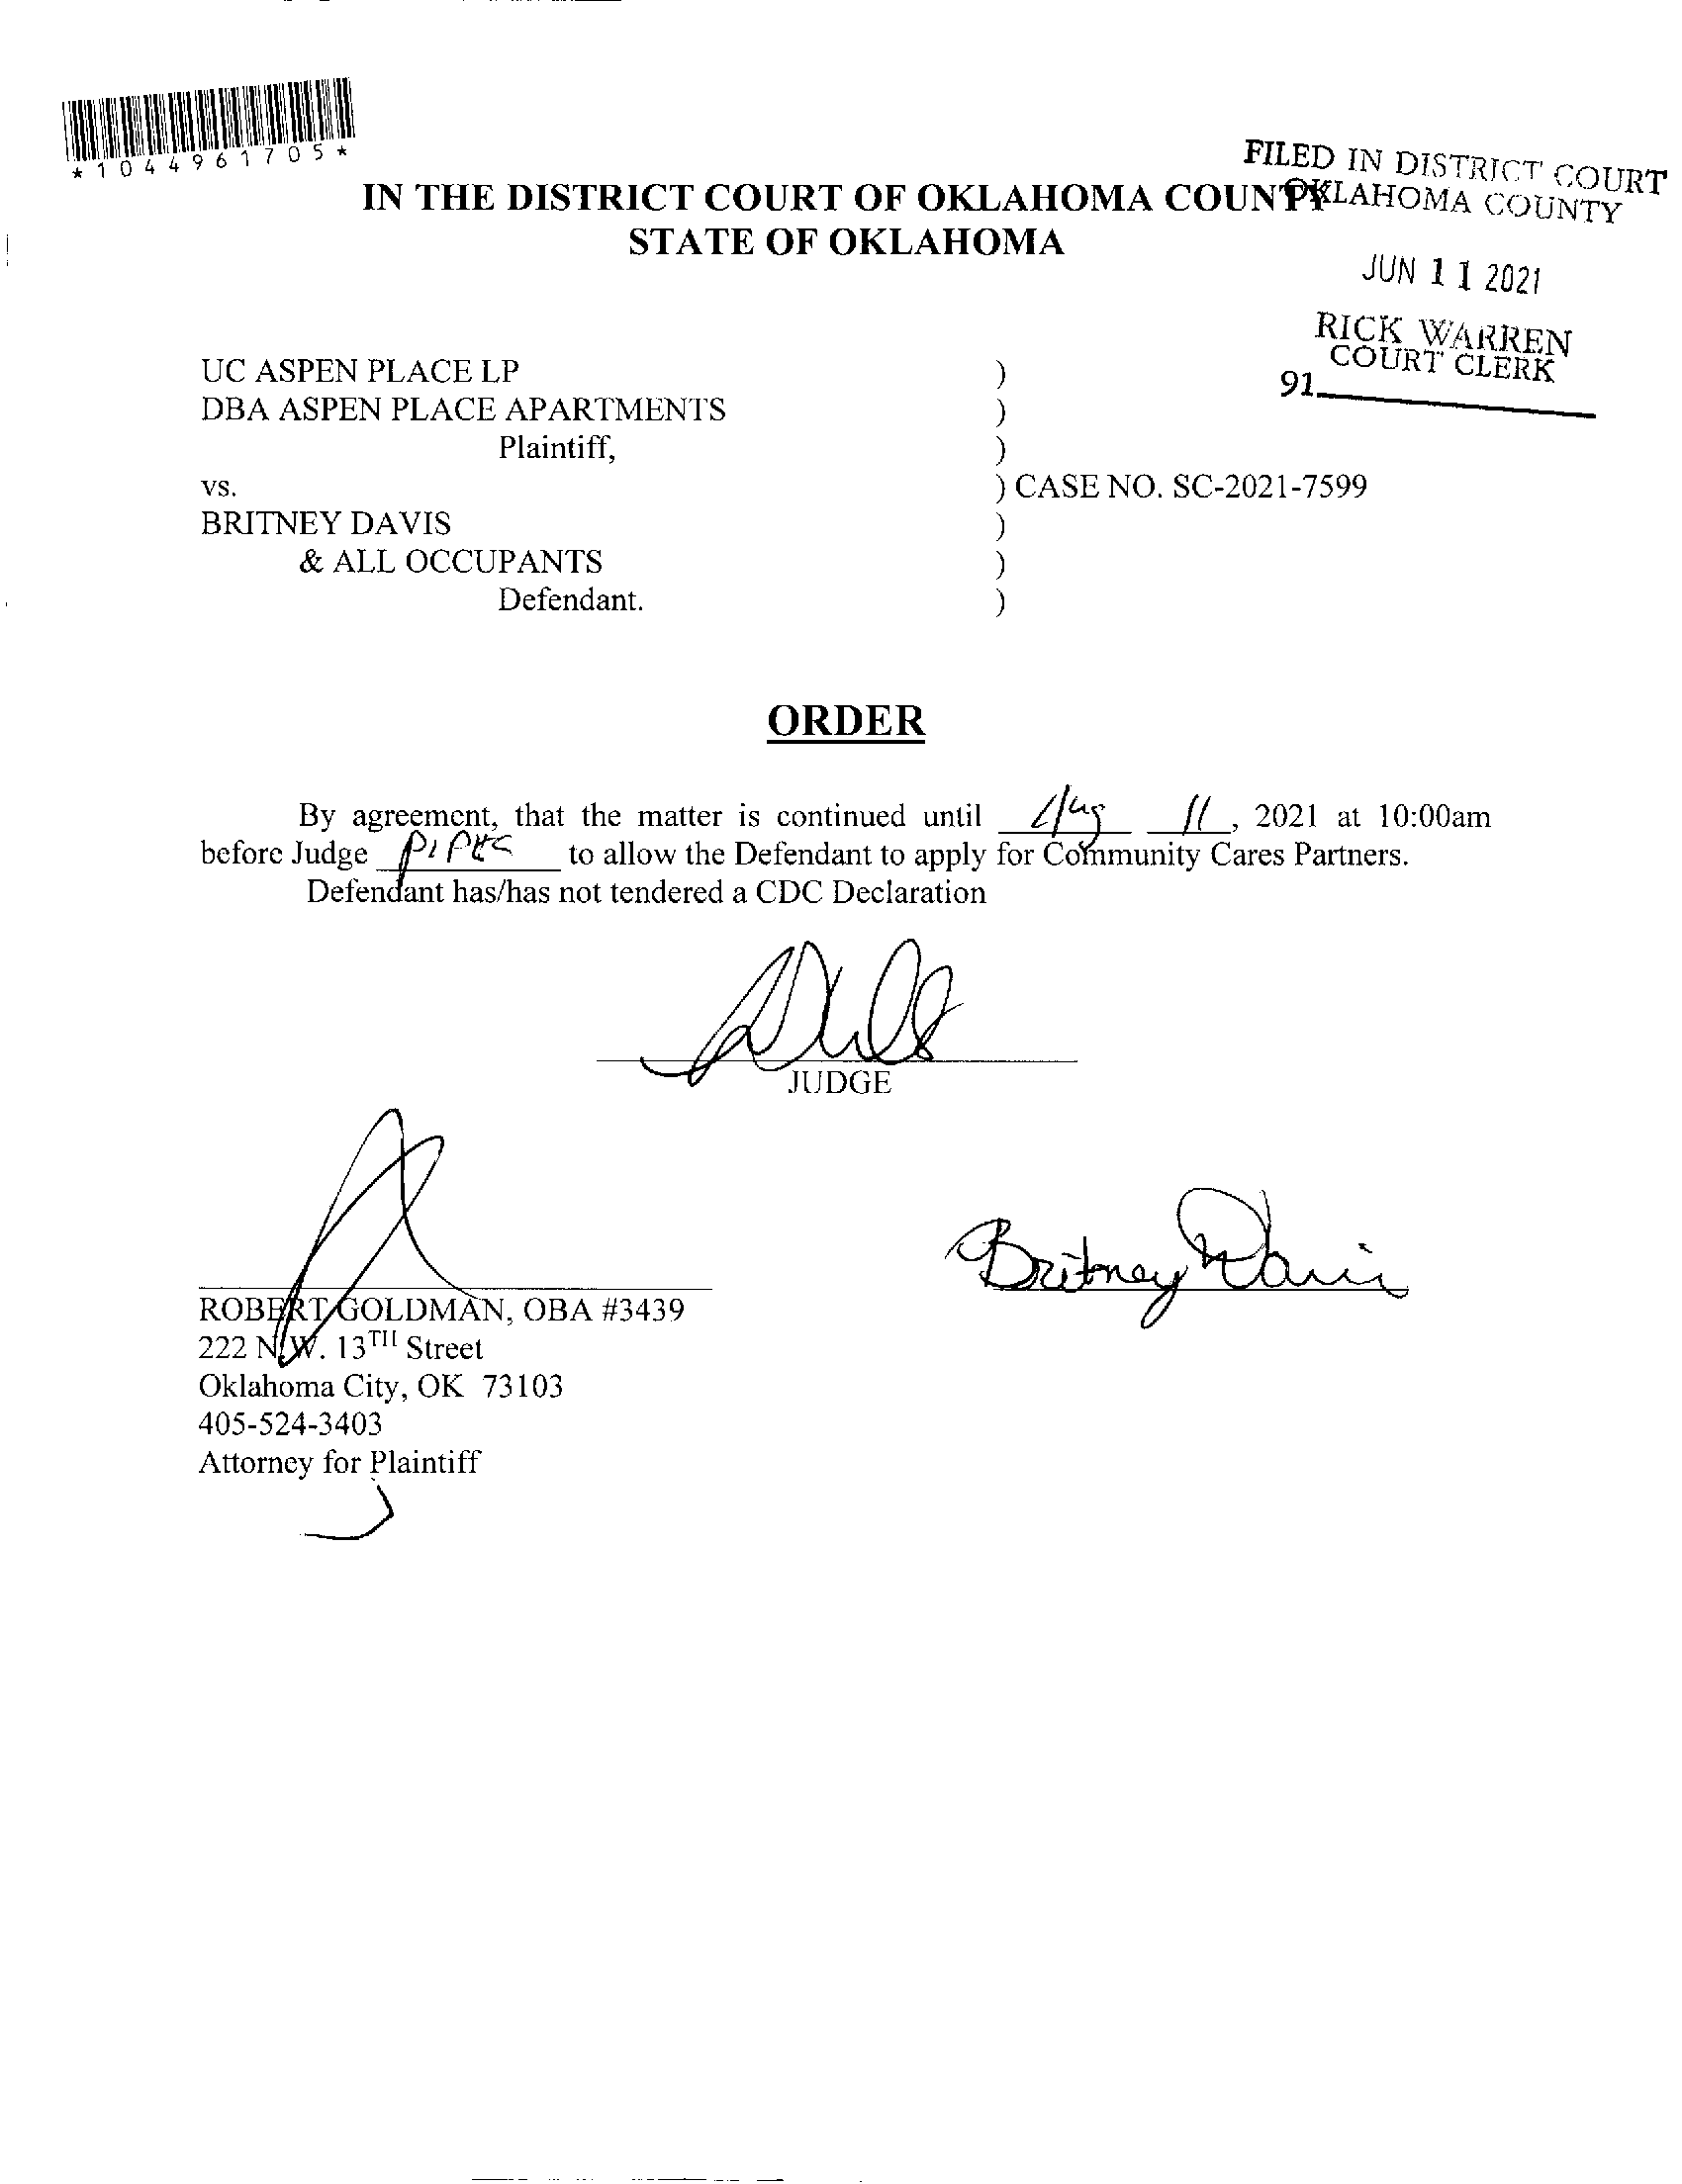 *1044961705*
FILED IN DISTRICT COURT
OKLAHOMA COUNTY
IN THE DISTRICT COURT OF OKLAHOMA COUNTY
STATE OF OKLAHOMA
JUN 11 2021
RICK WARREN
COURT CLERK
91
UC ASPEN PLACE LP )
DBA ASPEN PLACE APARTMENTS )
Plaintiff, )
vs. ) CASE NO. SC-2021-7599
BRITNEY DAVIS )
& ALL OCCUPANTS )
Defendant. )
ORDER
By agreement, that the matter is continued until Aug 11, 2021 at 10:00am
before Judge Piper to allow the Defendant to apply for Community Cares Partners.
Defendant has/has not tendered a CDC Declaration
JUDGE
Britney Davis
ROBERT GOLDMAN, OBA #3439
222 N.W. 13TH Street
Oklahoma City, OK 73103
405-524-3403
Attorney for Plaintiff